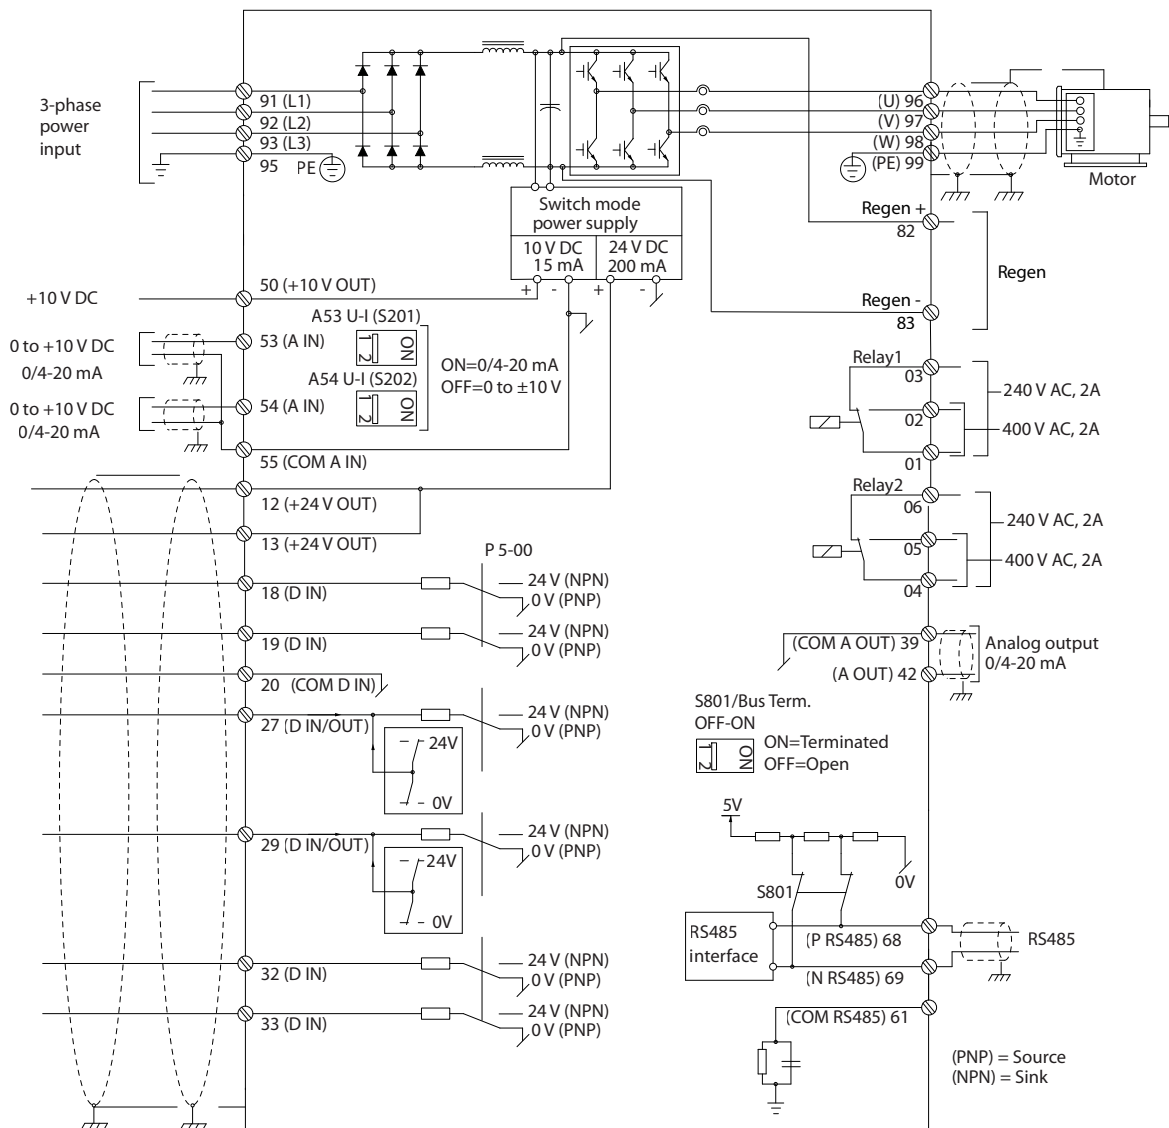 3-phase
power
input
91 (L1)
92 (L2)
93 (L3)
95 PE
(U) 96
(V) 97
(W) 98
(PE) 99
Motor
Switch mode
power supply
10 V DC
15 mA
24 V DC
200 mA
+ - + -
Regen +
82
Regen
Regen -
83
+10 V DC
50 (+10 V OUT)
A53 U-I (S201)
1 2
ON
53 (A IN)
0 to +10 V DC
0/4-20 mA
A54 U-I (S202)
1 2
ON
ON=0/4-20 mA
OFF=0 to ±10 V
54 (A IN)
0 to +10 V DC
0/4-20 mA
55 (COM A IN)
12 (+24 V OUT)
13 (+24 V OUT)
Relay1
03
02
01
240 V AC, 2A
400 V AC, 2A
Relay2
06
05
04
240 V AC, 2A
400 V AC, 2A
P 5-00
18 (D IN)
24 V (NPN)
0 V (PNP)
19 (D IN)
24 V (NPN)
0 V (PNP)
20 (COM D IN)
27 (D IN/OUT)
24 V (NPN)
0 V (PNP)
24V
0V
29 (D IN/OUT)
24 V (NPN)
0 V (PNP)
24V
0V
32 (D IN)
24 V (NPN)
0 V (PNP)
33 (D IN)
24 V (NPN)
0 V (PNP)
(COM A OUT) 39
(A OUT) 42
Analog output
0/4-20 mA
S801/Bus Term.
OFF-ON
1 2
ON
ON=Terminated
OFF=Open
5V
0V
S801
RS485
interface
(P RS485) 68
(N RS485) 69
RS485
(COM RS485) 61
(PNP) = Source
(NPN) = Sink